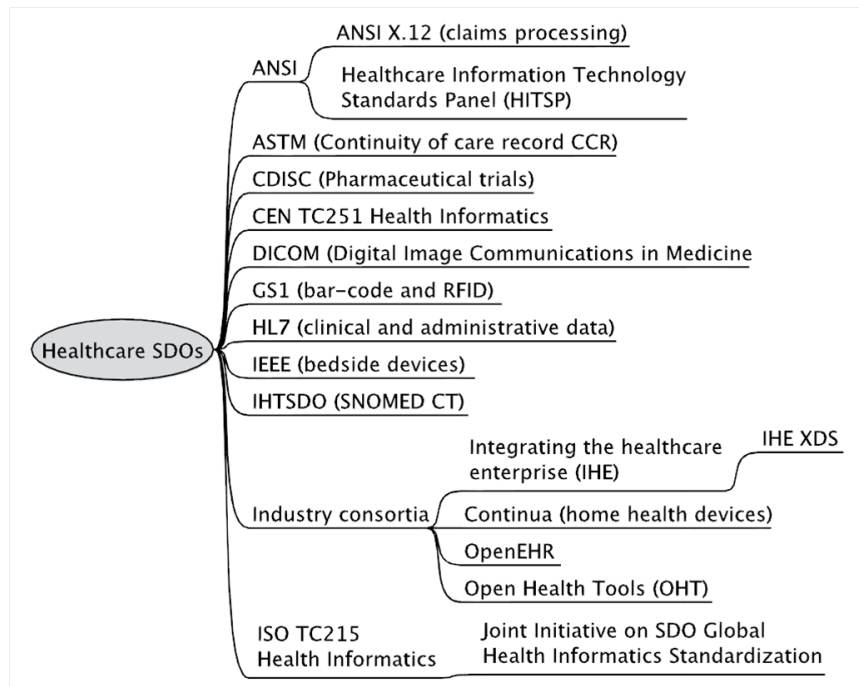 ANSI X.12 (claims processing)
ANSI
Healthcare Information Technology
Standards Panel (HITSP)
ASTM (Continuity of care record CCR)
CDISC (Pharmaceutical trials)
CEN TC251 Health Informatics
DICOM (Digital Image Communications in Medicine
GS1 (bar-code and RFID)
HL7 (clinical and administrative data)
Healthcare SDOs
IEEE (bedside devices)
IHTSDO (SNOMED CT)
Integrating the healthcare
enterprise (IHE)
IHE XDS
Industry consortia
Continua (home health devices)
OpenEHR
Open Health Tools (OHT)
ISO TC215
Health Informatics
Joint Initiative on SDO Global
Health Informatics Standardization